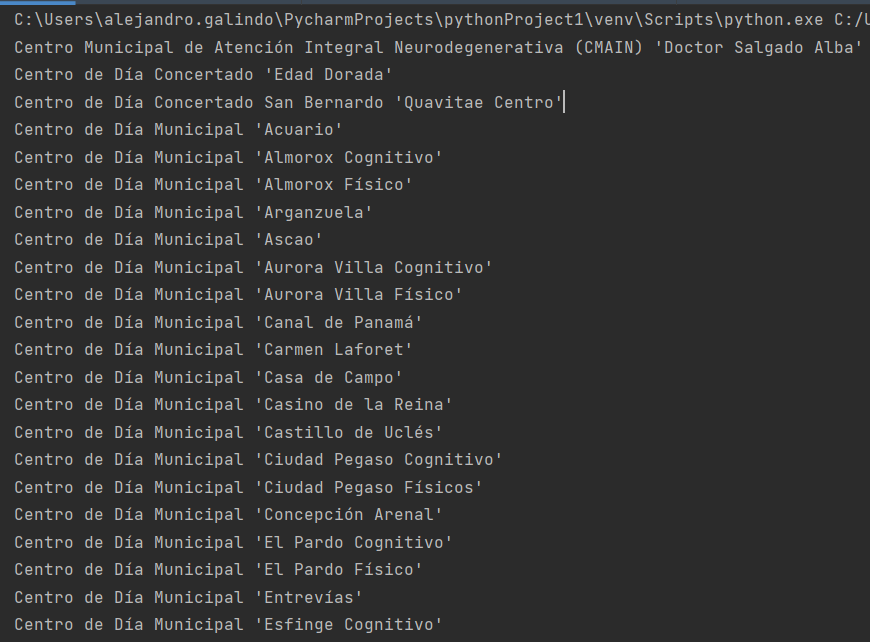 C:\Users\alejandro.galindo\PycharmProjects\pythonProject1\venv\Scripts\python.exe C:/U
Centro Municipal de Atención Integral Neurodegenerativa (CMAIN) 'Doctor Salgado Alba'
Centro de Día Concertado 'Edad Dorada'
Centro de Día Concertado San Bernardo 'Quavitae Centro'
Centro de Día Municipal 'Acuario'
Centro de Día Municipal 'Almorox Cognitivo'
Centro de Día Municipal 'Almorox Físico'
Centro de Día Municipal 'Arganzuela'
Centro de Día Municipal 'Ascao'
Centro de Día Municipal 'Aurora Villa Cognitivo'
Centro de Día Municipal 'Aurora Villa Físico'
Centro de Día Municipal 'Canal de Panamá'
Centro de Día Municipal 'Carmen Laforet'
Centro de Día Municipal 'Casa de Campo'
Centro de Día Municipal 'Casino de la Reina'
Centro de Día Municipal 'Castillo de Uclés'
Centro de Día Municipal 'Ciudad Pegaso Cognitivo'
Centro de Día Municipal 'Ciudad Pegaso Físicos'
Centro de Día Municipal 'Concepción Arenal'
Centro de Día Municipal 'El Pardo Cognitivo'
Centro de Día Municipal 'El Pardo Físico'
Centro de Día Municipal 'Entrevías'
Centro de Día Municipal 'Esfinge Cognitivo'